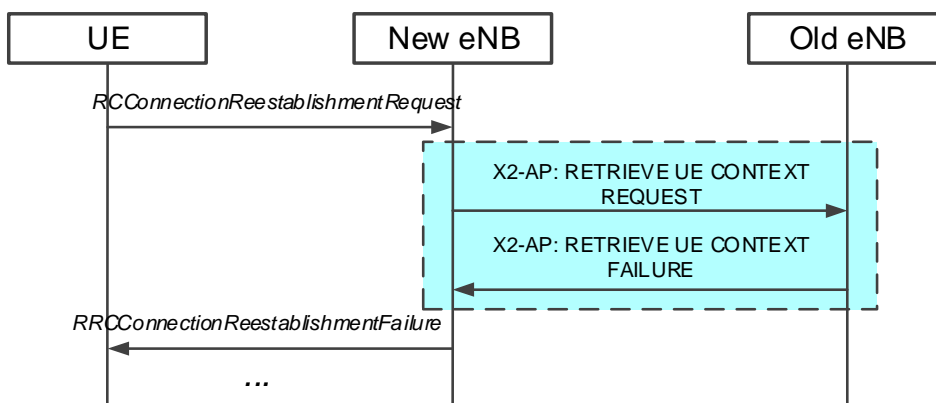 UE
New eNB
Old eNB
RCConnectionReestablishmentRequest
X2-AP: RETRIEVE UE CONTEXT
REQUEST
X2-AP: RETRIEVE UE CONTEXT
FAILURE
RRCConnectionReestablishmentFailure
...